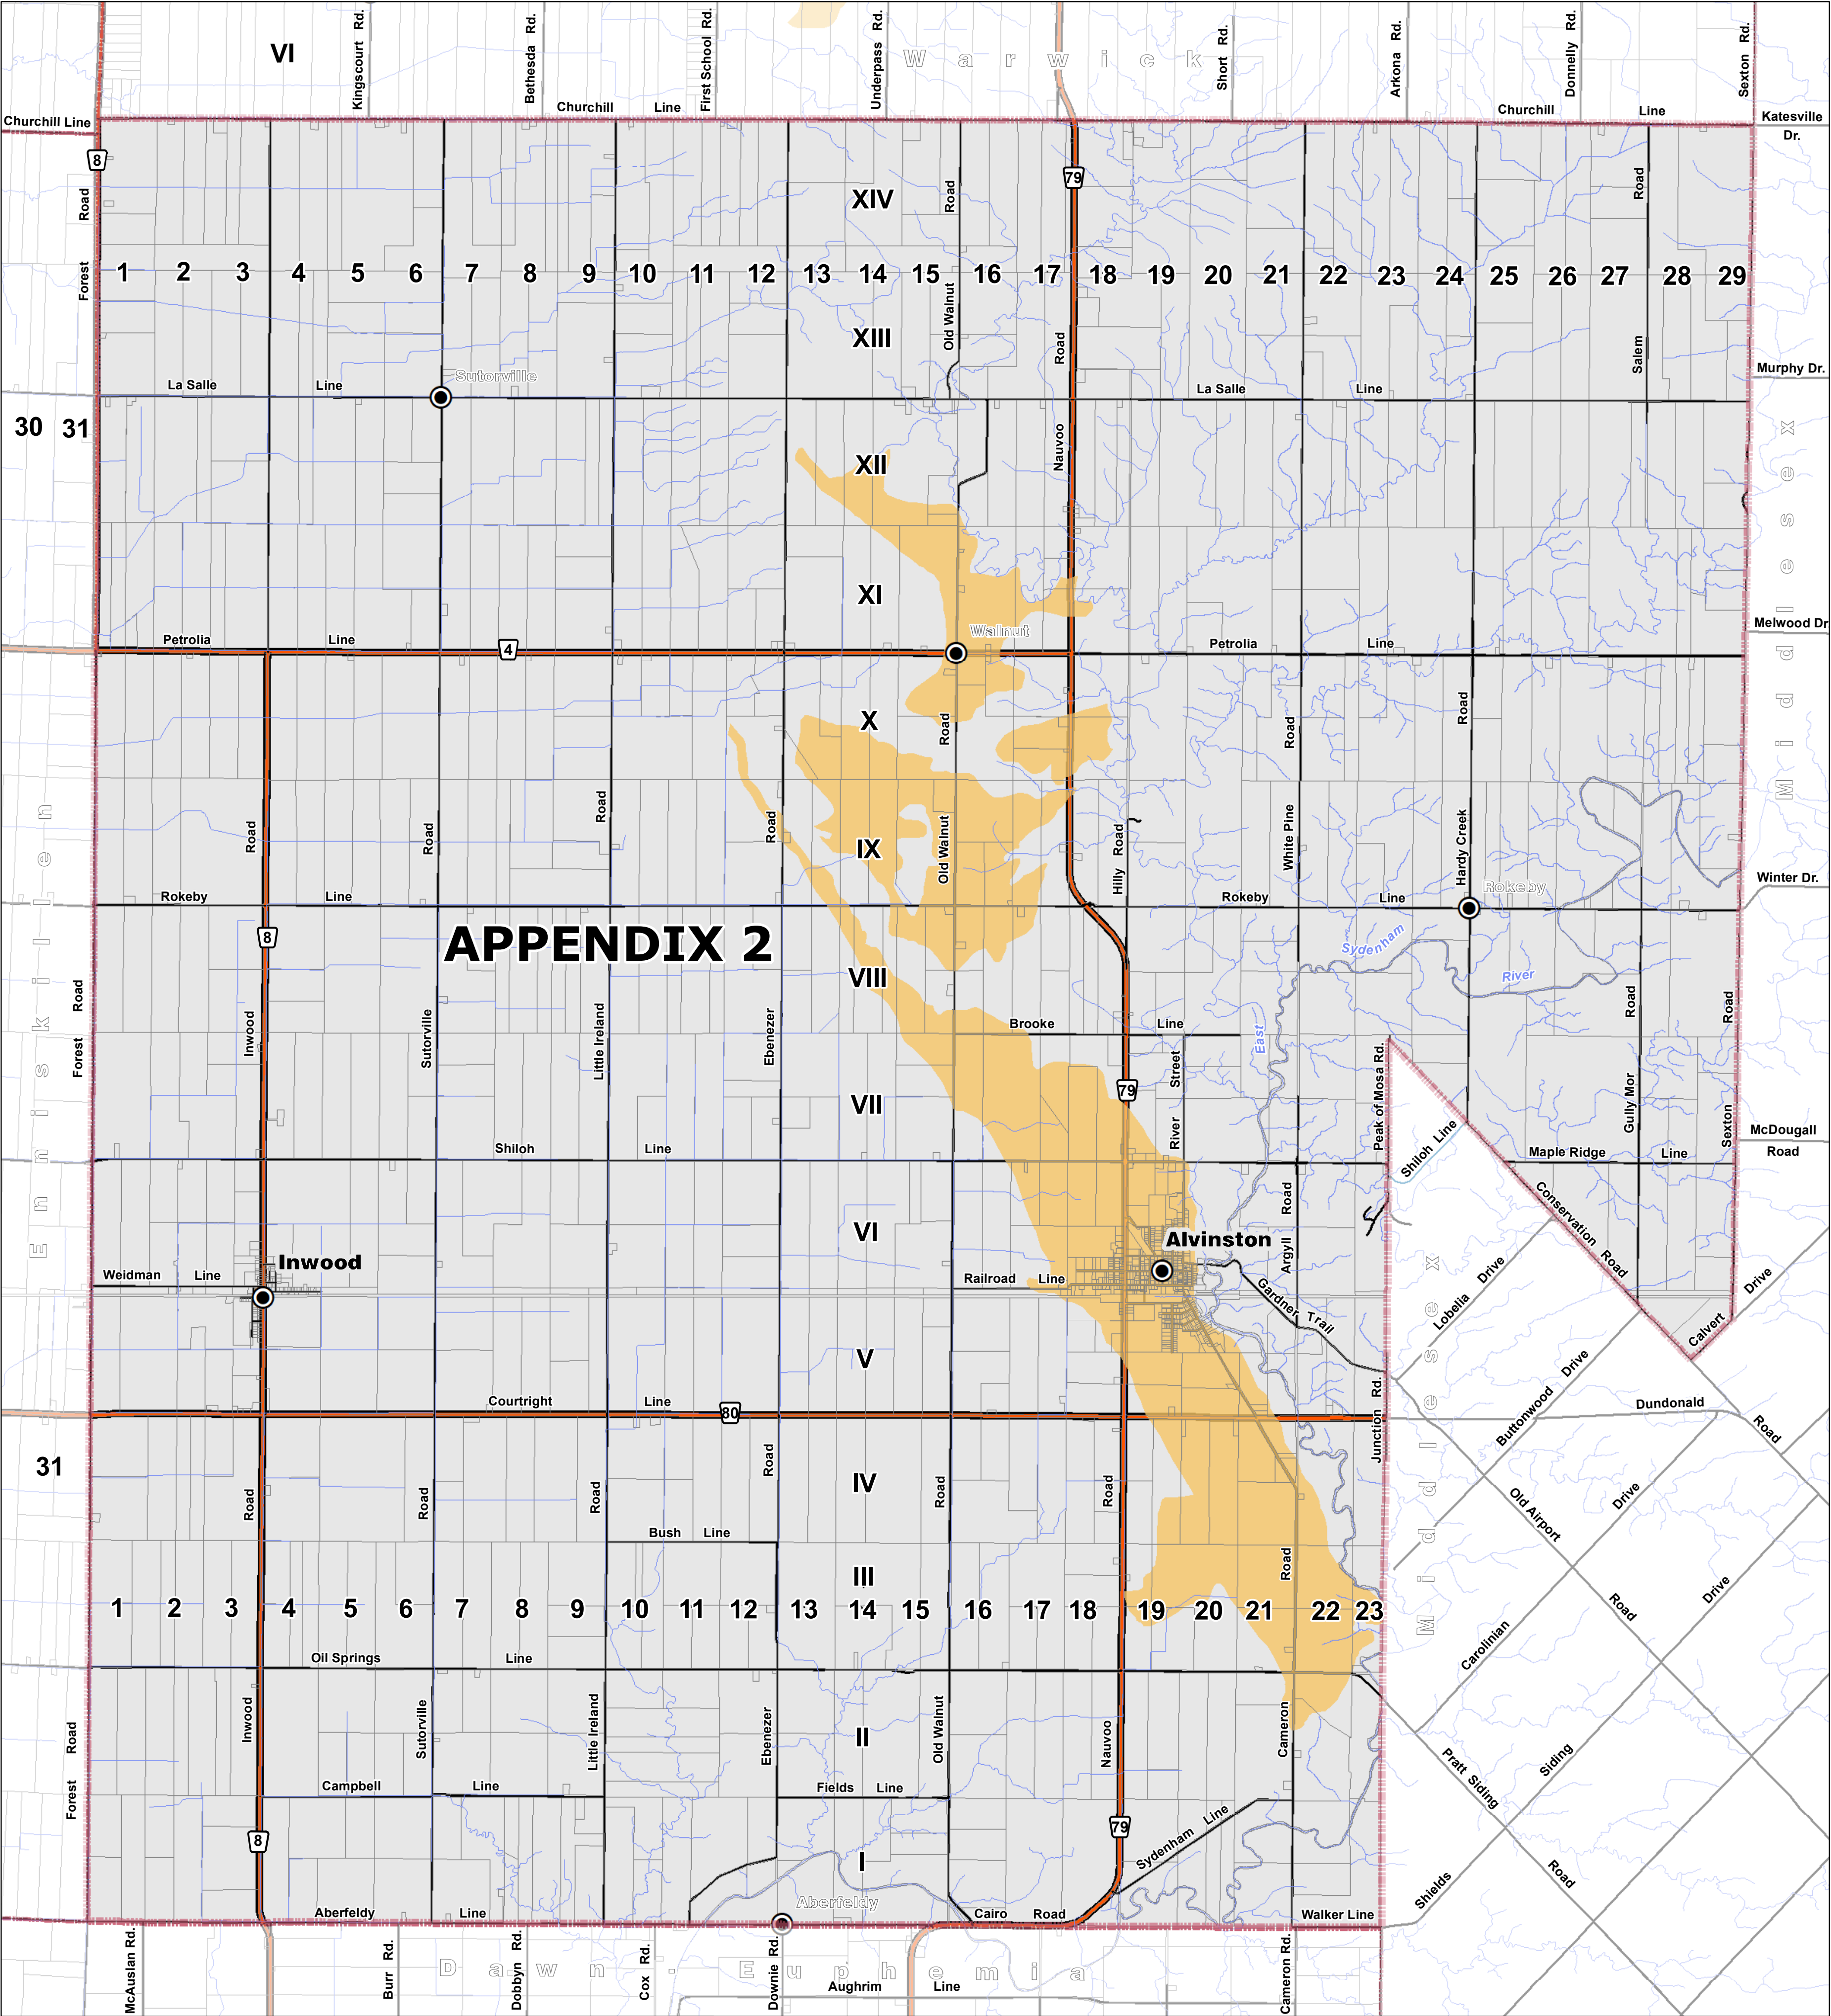 VI
Kingscourt Rd.
Bethesda Rd.
First School Rd.
Underpass Rd.
Warwick
Short Rd.
Arkona Rd.
Donnelly Rd.
Sexton Rd.
Churchill Line
Churchill Line
Churchill Line
Katesville Dr.
8
79
Forest Road
XIV
Old Walnut Road
Salem Road
1 2 3 4 5 6 7 8 9 10 11 12 13 14 15 16 17 18 19 20 21 22 23 24 25 26 27 28 29
XIII
Nauvoo Road
Murphy Dr.
Sutorville
La Salle Line
La Salle Line
30 31
XII
Middlesex
XI
Walnut
Petrolia Line
4
Petrolia Line
Melwood Dr
X
Old Walnut Road
White Pine Road
Hardy Creek Road
Inwood Road
Sutorville Road
Little Ireland Road
Ebenezer Road
Hilly Road
IX
Enniskillen
Rokeby
Winter Dr.
Rokeby Line
Rokeby Line
8
APPENDIX 2
Sydenham River
East
VIII
Forest Road
Gully Mor Road
Sexton Road
Brooke Line
River Street
Peak of Mosa Rd.
79
VII
Shiloh Line
Shiloh Line
Maple Ridge Line
McDougall Road
Conservation Road
Argyll Road
VI
Alvinston
Inwood
Weidman Line
Railroad Line
Gardner Trail
Lobelia Drive
Calvert Drive
Middlesex
V
Courtright Line
80
Junction Rd.
Buttonwood Drive
Dundonald Road
31
IV
Inwood Road
Sutorville Road
Little Ireland Road
Ebenezer Road
Old Walnut Road
Nauvoo Road
Cameron Road
Old Airport Road
Carolinian Drive
Bush Line
III
1 2 3 4 5 6 7 8 9 10 11 12 13 14 15 16 17 18 19 20 21 22 23
Oil Springs Line
Forest Road
II
Campbell Line
Fields Line
Pratt Siding Road
Shields Siding Drive
8
79
Sydenham Line
I
Aberfeldy
Aberfeldy Line
Cairo Road
Walker Line
McAuslan Rd.
Burr Rd.
Dobbyn Rd.
Cox Rd.
Downie Rd.
Cameron Rd.
Dawn-Euphemia
Aughrim Line